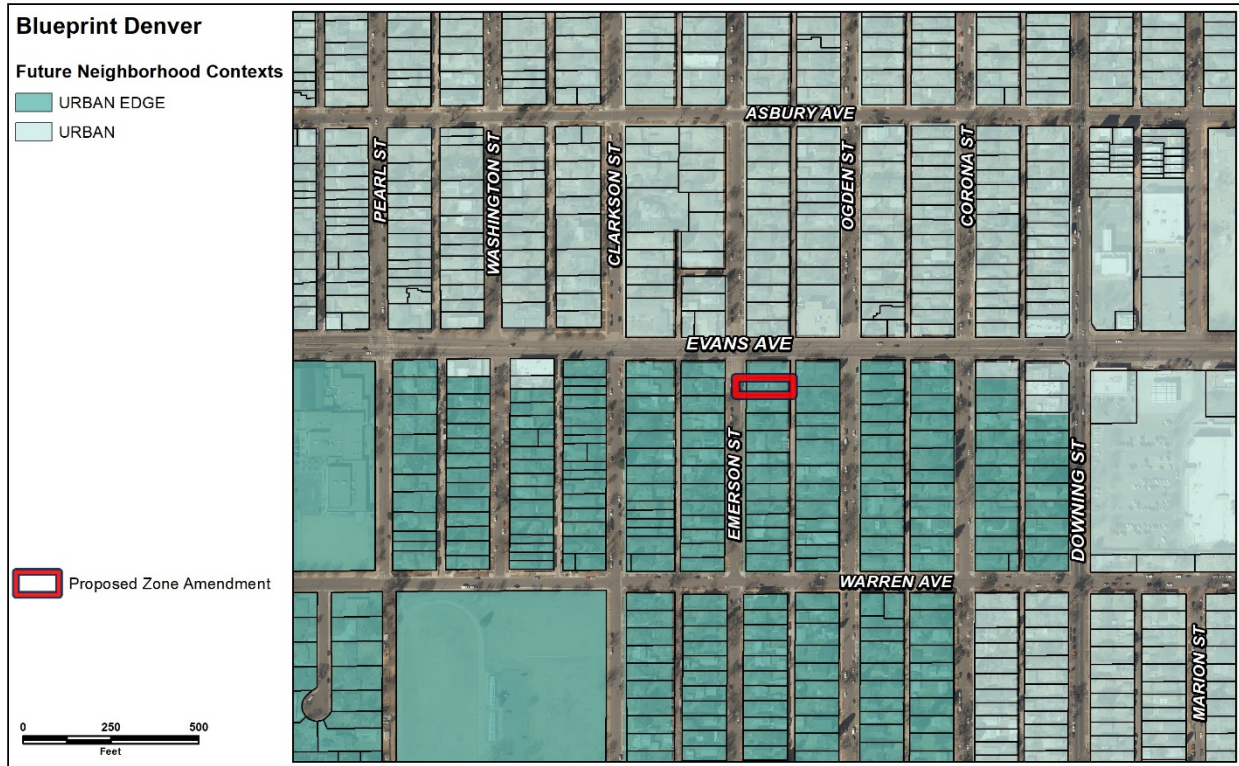 Blueprint Denver
Future Neighborhood Contexts
URBAN EDGE
URBAN
ASBURY AVE
PEARL ST
WASHINGTON ST
CLARKSON ST
OGDEN ST
CORONA ST
EVANS AVE
EMERSON ST
DOWNING ST
WARREN AVE
MARION ST
Proposed Zone Amendment
0 250 500
Feet